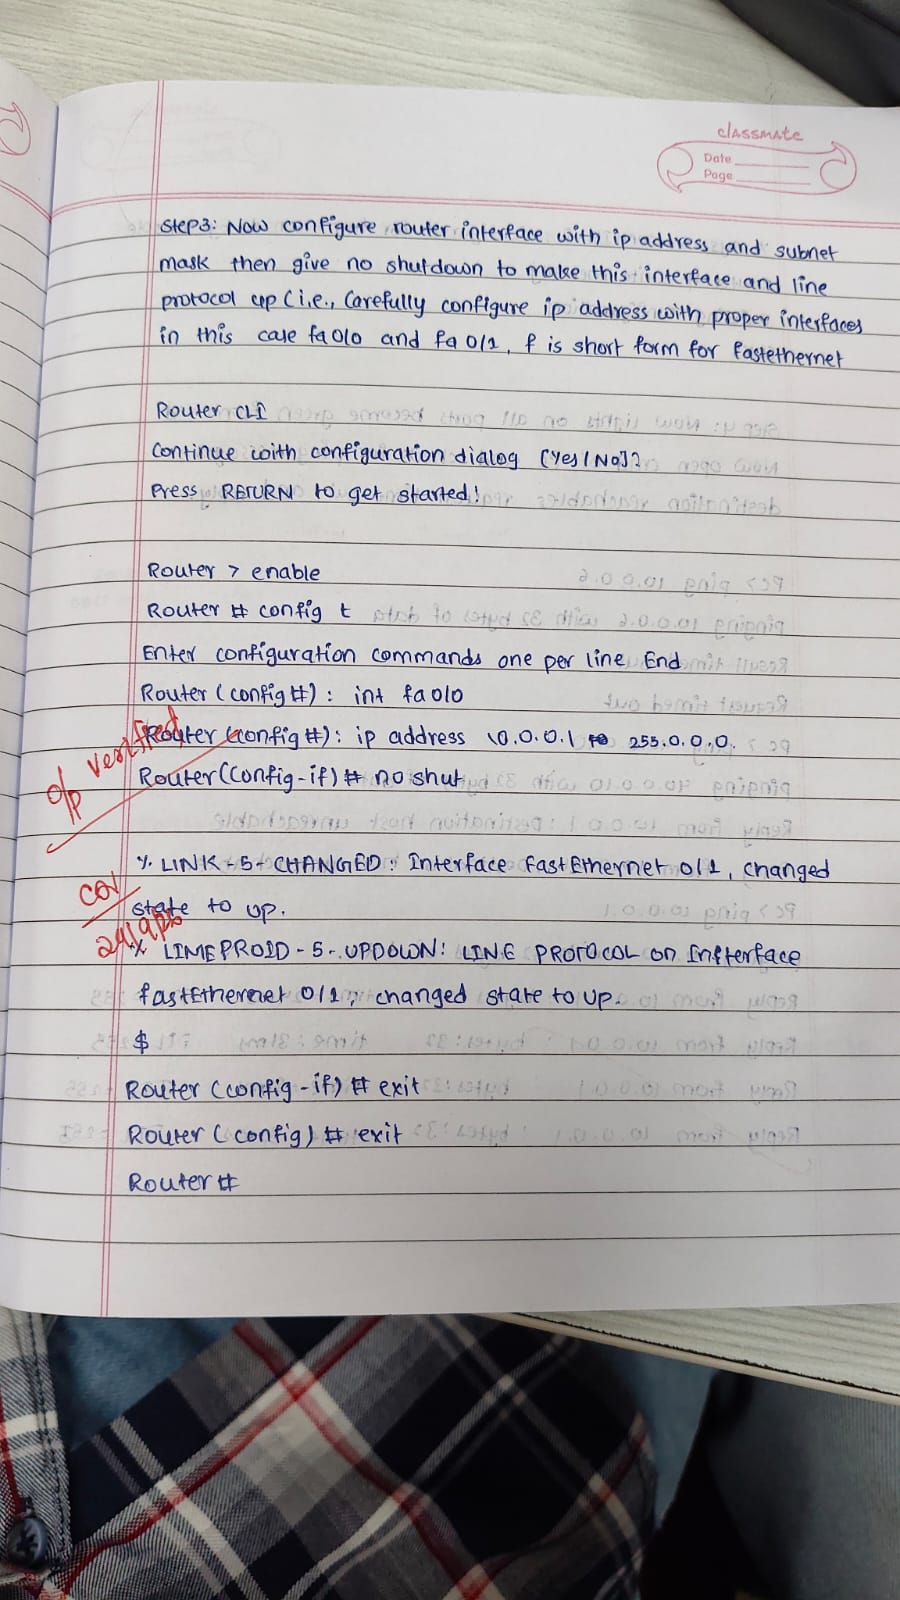 classmate
Date
Page
Step3: Now configure router interface with ip address and subnet
mask then give no shutdown to make this interface and line
protocol up (i.e., Carefully configure ip address with proper interfaces
in this case fa0/0 and fa 0/1, f is short form for fastethernet
Router CLI
Continue with configuration dialog [Yes/No]?
Press RETURN to get started!
Router > enable
Router # config t
Enter configuration commands one per line End
Router (config #) : int fa0/0
Router (config #) : ip address 10.0.0.1 255.0.0.0.
Router (config-if) # no shut
o/p verified
% LINK - 5 - CHANGED : Interface fastEthernet 0/1, changed
state to up.
% LIMEPROID - 5 - UPDOWN: LINE PROTOCOL on Infterface
fastEthernet 0/1, changed state to up.
$
Router (config-if) # exit
Router (config) # exit
Router #